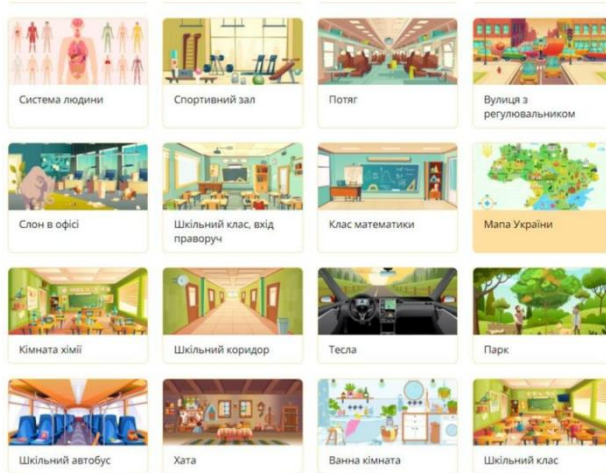 Система людини
Спортивний зал
Потяг
Вулиця з
регулювальником
Слон в офісі
Шкільний клас, вхід
праворуч
Клас математики
Мапа України
Кімната хімії
Шкільний коридор
Тесла
Парк
Шкільний автобус
Хата
Ванна кімната
Шкільний клас